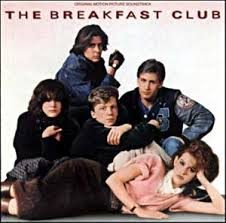 ORIGINAL MOTION PICTURE SOUNDTRACK
THE BREAKFAST CLUB